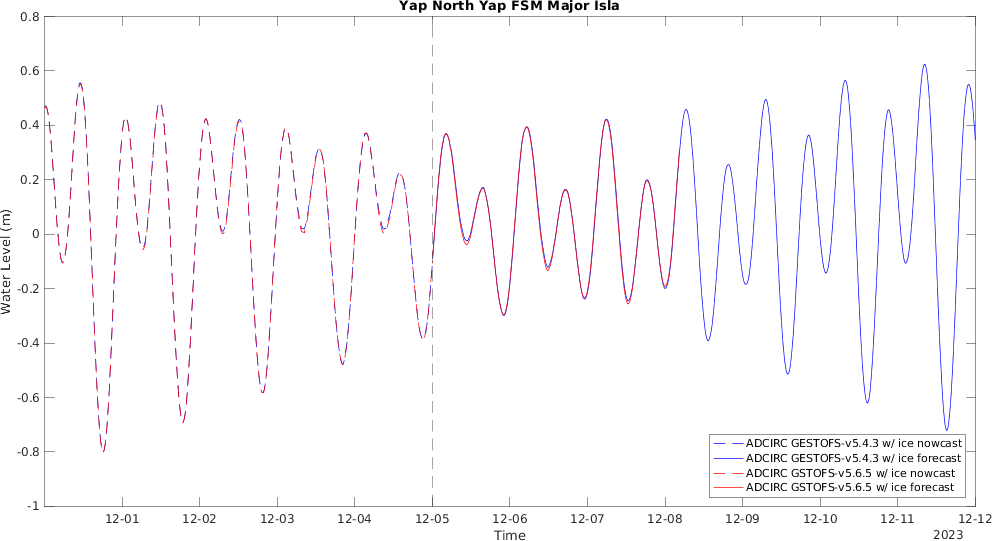 Yap North Yap FSM Major Isla
Water Level (m)
0.8
0.6
0.4
0.2
0
-0.2
-0.4
-0.6
-0.8
-1
12-01 12-02 12-03 12-04 12-05 12-06 12-07 12-08 12-09 12-10 12-11 12-12
Time
2023
ADCIRC GESTOFS-v5.4.3 w/ ice nowcast
ADCIRC GESTOFS-v5.4.3 w/ ice forecast
ADCIRC GSTOFS-v5.6.5 w/ ice nowcast
ADCIRC GSTOFS-v5.6.5 w/ ice forecast